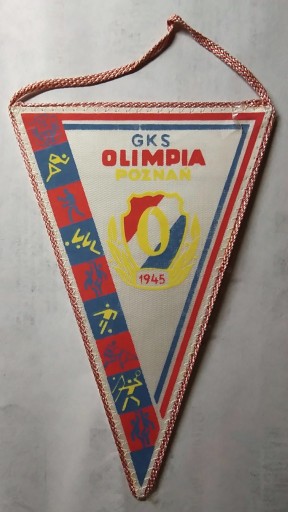 GKS
OLIMPIA
POZNAŃ
O
1945